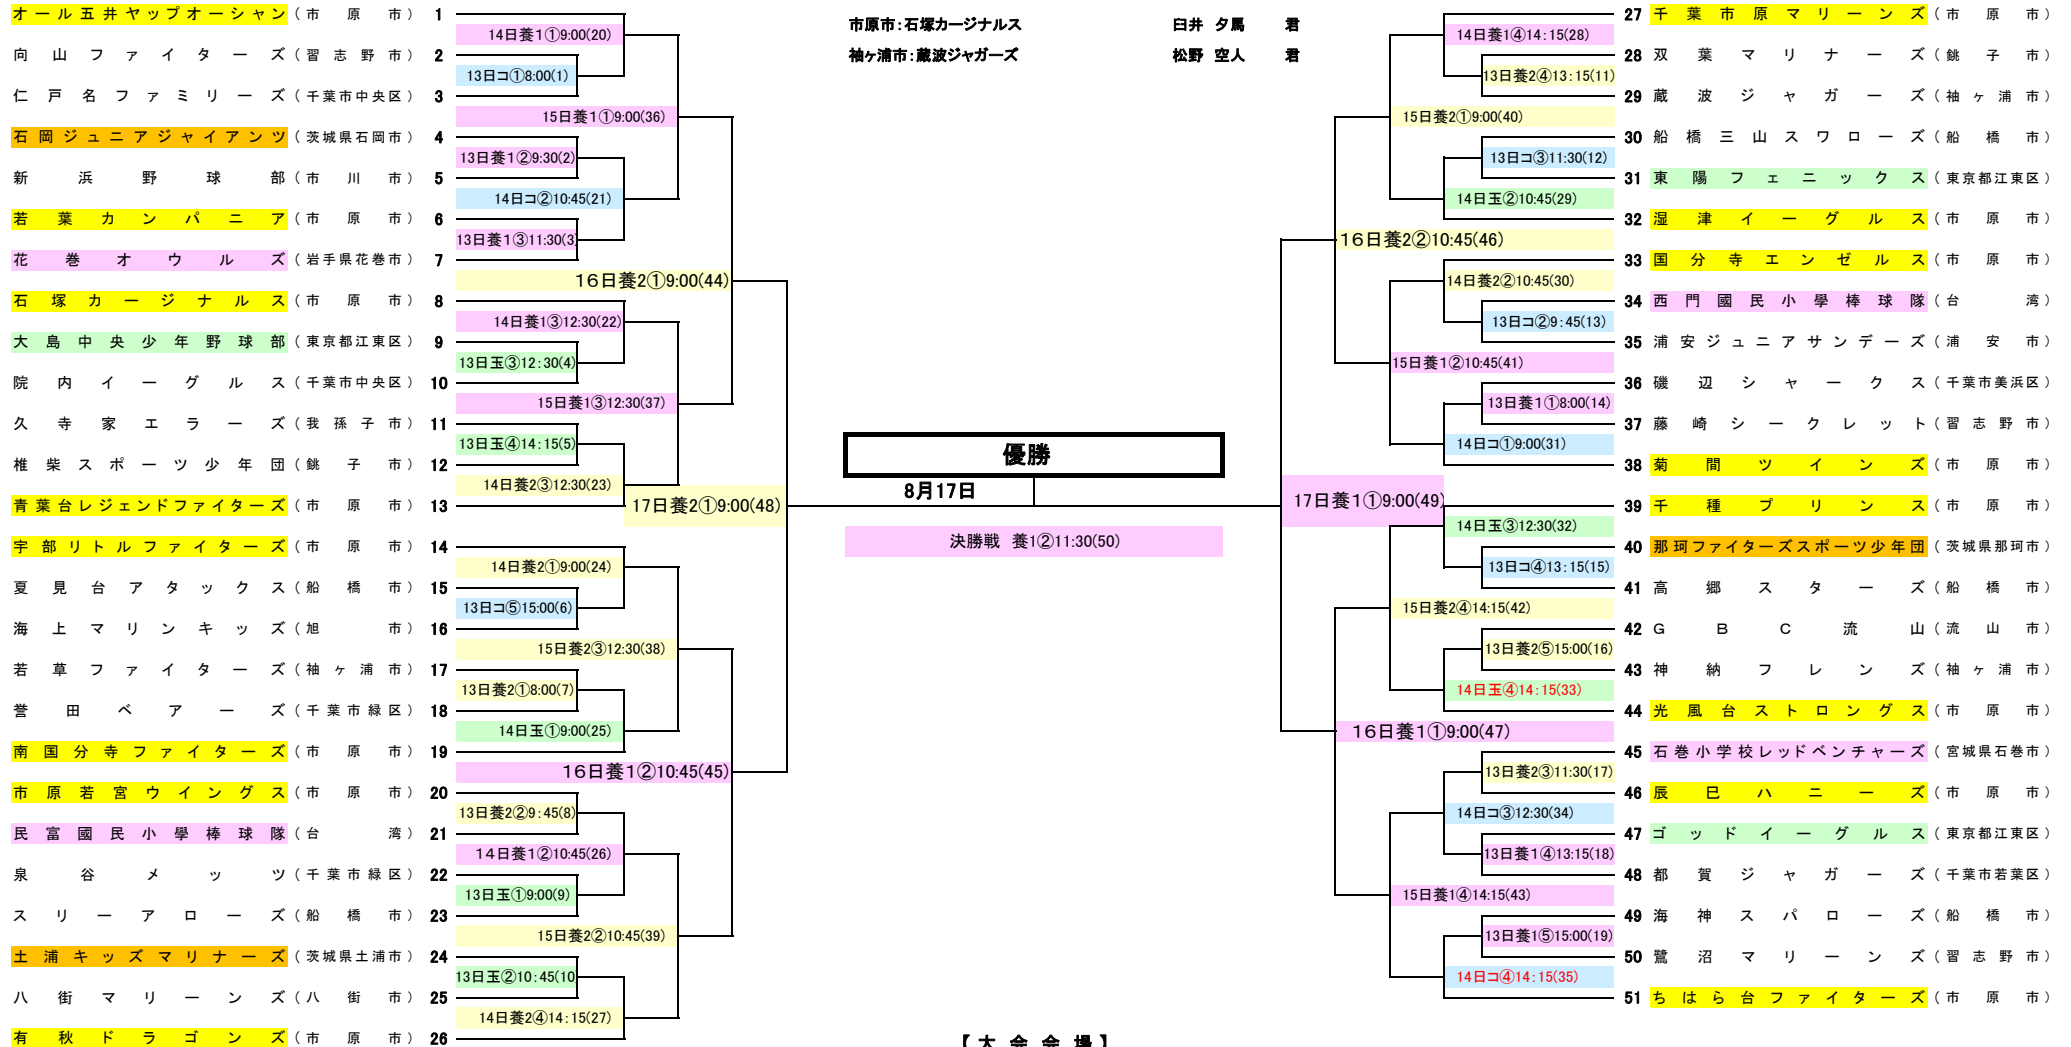 市原市:石塚カージナルス 臼井 夕馬 君
袖ヶ浦市:蔵波ジャガーズ 松野 空人 君
オール五井ヤップオーシャン(市原市) 1
14日養1①9:00(20)
向山ファイターズ(習志野市) 2
13日コ①8:00(1)
仁戸名ファミリーズ(千葉市中央区) 3
15日養1①9:00(36)
石岡ジュニアジャイアンツ(茨城県石岡市) 4
13日養1②9:30(2)
新浜野球部(市川市) 5
14日コ②10:45(21)
若葉カンパニア(市原市) 6
13日養1③11:30(3)
花巻オウルズ(岩手県花巻市) 7
16日養2①9:00(44)
石塚カージナルス(市原市) 8
14日養1③12:30(22)
大島中央少年野球部(東京都江東区) 9
13日玉③12:30(4)
院内イーグルス(千葉市中央区) 10
15日養1③12:30(37)
久寺家エラーズ(我孫子市) 11
13日玉④14:15(5)
椎柴スポーツ少年団(銚子市) 12
14日養2③12:30(23)
青葉台レジェンドファイターズ(市原市) 13
17日養2①9:00(48)
宇部リトルファイターズ(市原市) 14
14日養2①9:00(24)
夏見台アタックス(船橋市) 15
13日コ⑤15:00(6)
海上マリンキッズ(旭市) 16
15日養2③12:30(38)
若草ファイターズ(袖ヶ浦市) 17
13日養2①8:00(7)
誉田ベアーズ(千葉市緑区) 18
14日玉①9:00(25)
南国分寺ファイターズ(市原市) 19
16日養1②10:45(45)
市原若宮ウイングス(市原市) 20
13日養2②9:45(8)
民富國民小學棒球隊(台湾) 21
14日養1②10:45(26)
泉谷メッツ(千葉市緑区) 22
13日玉①9:00(9)
スリーアローズ(船橋市) 23
15日養2②10:45(39)
土浦キッズマリナーズ(茨城県土浦市) 24
13日玉②10:45(10
八街マリーンズ(八街市) 25
14日養2④14:15(27)
有秋ドラゴンズ(市原市) 26
優勝
8月17日
決勝戦 養1②11:30(50)
27 千葉市原マリーンズ(市原市)
14日養1④14:15(28)
28 双葉マリナーズ(銚子市)
13日養2④13:15(11)
29 蔵波ジャガーズ(袖ヶ浦市)
15日養2①9:00(40)
30 船橋三山スワローズ(船橋市)
13日コ③11:30(12)
31 東陽フェニックス(東京都江東区)
14日玉②10:45(29)
32 湿津イーグルス(市原市)
16日養2②10:45(46)
33 国分寺エンゼルス(市原市)
14日養2②10:45(30)
34 西門國民小學棒球隊(台湾)
13日コ②9:45(13)
35 浦安ジュニアサンデーズ(浦安市)
15日養1②10:45(41)
36 磯辺シャークス(千葉市美浜区)
13日養1①8:00(14)
37 藤崎シークレット(習志野市)
14日コ①9:00(31)
38 菊間ツインズ(市原市)
17日養1①9:00(49)
39 千種プリンス(市原市)
14日玉③12:30(32)
40 那珂ファイターズスポーツ少年団(茨城県那珂市)
13日コ④13:15(15)
41 高郷スターズ(船橋市)
15日養2④14:15(42)
42 GBC流山(流山市)
13日養2⑤15:00(16)
43 神納フレンズ(袖ヶ浦市)
14日玉④14:15(33)
44 光風台ストロングス(市原市)
16日養1①9:00(47)
45 石巻小学校レッドベンチャーズ(宮城県石巻市)
13日養2③11:30(17)
46 辰巳ハニーズ(市原市)
14日コ③12:30(34)
47 ゴッドイーグルス(東京都江東区)
13日養1④13:15(18)
48 都賀ジャガーズ(千葉市若葉区)
15日養1④14:15(43)
49 海神スパローズ(船橋市)
13日養1⑤15:00(19)
50 鷺沼マリーンズ(習志野市)
14日コ④14:15(35)
51 ちはら台ファイターズ(市原市)
【大会会場】